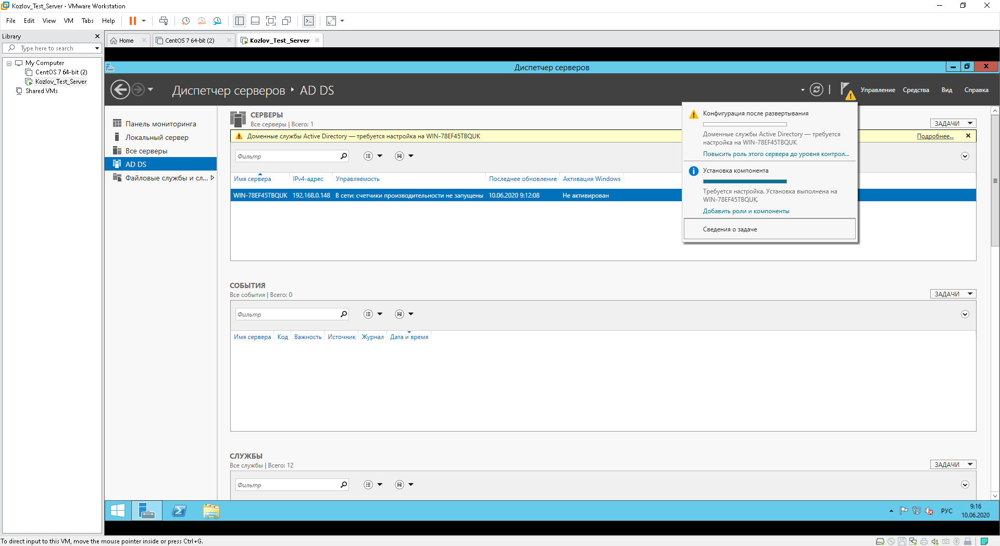 Kozlov_Test_Server - VMware Workstation
File Edit View VM Tabs Help
Library
Type here to search
My Computer
CentOS 7 64-bit (2)
Kozlov_Test_Server
Shared VMs
Home
CentOS 7 64-bit (2)
Kozlov_Test_Server
Диспетчер серверов
Диспетчер серверов AD DS
Управление Средства Вид Справка
Панель мониторинга
Локальный сервер
Все серверы
AD DS
Файловые службы и сл...
СЕРВЕРЫ
Все серверы | Всего: 1
ЗАДАЧИ
Доменные службы Active Directory — требуется настройка на WIN-78EF45TBQUK
Подробнее...
Фильтр
Имя сервера IPv4-адрес Управляемость Последнее обновление Активация Windows
WIN-78EF45TBQUK 192.168.0.148 В сети: счетчики производительности не запущены 10.06.2020 9:12:08 Не активирован
Конфигурация после развертывания
Доменные службы Active Directory — требуется
настройка на WIN-78EF45TBQUK
Повысить роль этого сервера до уровня контрол...
Установка компонента
Требуется настройка. Установка выполнена на
WIN-78EF45TBQUK.
Добавить роли и компоненты
Сведения о задаче
СОБЫТИЯ
Все события | Всего: 0
ЗАДАЧИ
Фильтр
Имя сервера Код Важность Источник Журнал Дата и время
СЛУЖБЫ
Все службы | Всего: 12
ЗАДАЧИ
Фильтр
РУС
9:16
10.06.2020
To direct input to this VM, move the mouse pointer inside or press Ctrl+G.